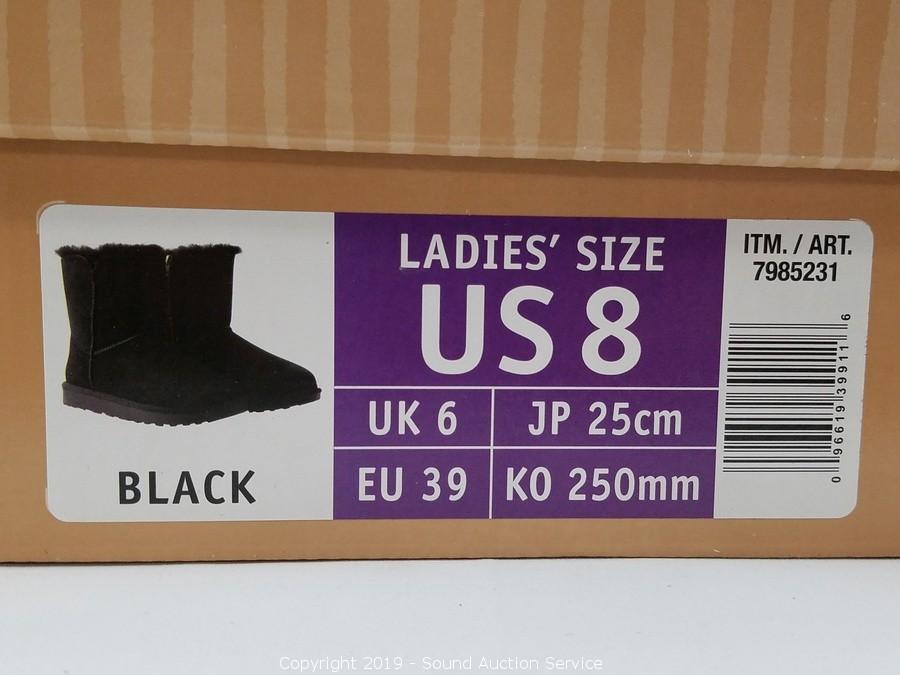 LADIES' SIZE
US 8
UK 6
JP 25cm
EU 39
KO 250mm
BLACK
ITM. / ART.
7985231
0 96619 39911 6
Copyright 2019 - Sound Auction Service